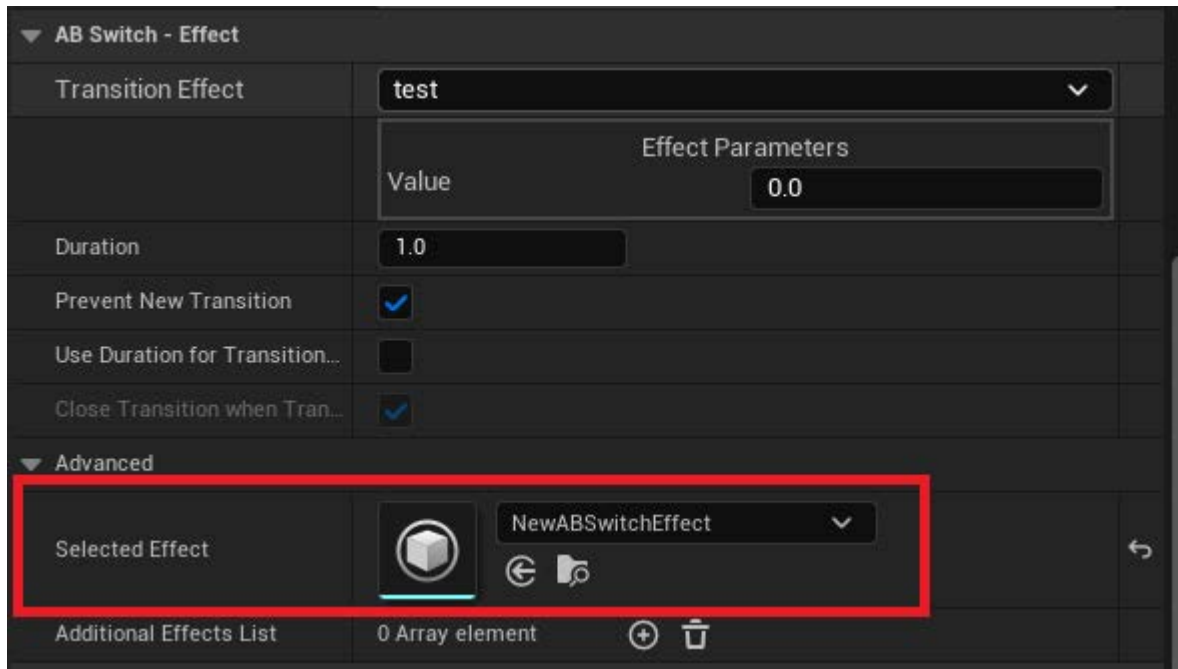 AB Switch - Effect
Transition Effect
test
Effect Parameters
Value
0.0
Duration
1.0
Prevent New Transition
Use Duration for Transition...
Close Transition when Tran...
Advanced
Selected Effect
NewABSwitchEffect
Additional Effects List
0 Array element